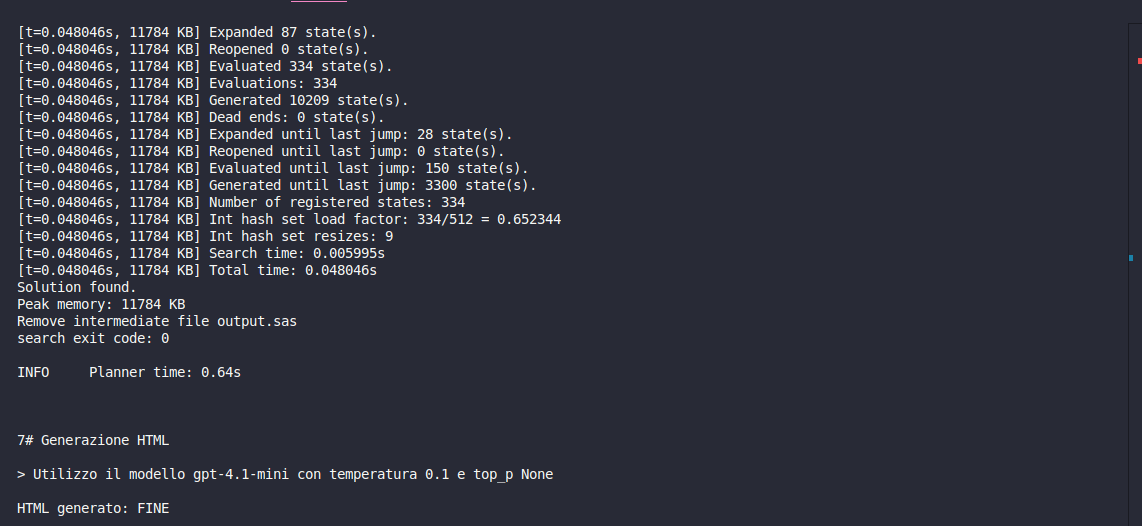 [t=0.048046s, 11784 KB] Expanded 87 state(s).
[t=0.048046s, 11784 KB] Reopened 0 state(s).
[t=0.048046s, 11784 KB] Evaluated 334 state(s).
[t=0.048046s, 11784 KB] Evaluations: 334
[t=0.048046s, 11784 KB] Generated 10209 state(s).
[t=0.048046s, 11784 KB] Dead ends: 0 state(s).
[t=0.048046s, 11784 KB] Expanded until last jump: 28 state(s).
[t=0.048046s, 11784 KB] Reopened until last jump: 0 state(s).
[t=0.048046s, 11784 KB] Evaluated until last jump: 150 state(s).
[t=0.048046s, 11784 KB] Generated until last jump: 3300 state(s).
[t=0.048046s, 11784 KB] Number of registered states: 334
[t=0.048046s, 11784 KB] Int hash set load factor: 334/512 = 0.652344
[t=0.048046s, 11784 KB] Int hash set resizes: 9
[t=0.048046s, 11784 KB] Search time: 0.005995s
[t=0.048046s, 11784 KB] Total time: 0.048046s
Solution found.
Peak memory: 11784 KB
Remove intermediate file output.sas
search exit code: 0
INFO     Planner time: 0.64s
7# Generazione HTML
> Utilizzo il modello gpt-4.1-mini con temperatura 0.1 e top_p None
HTML generato: FINE